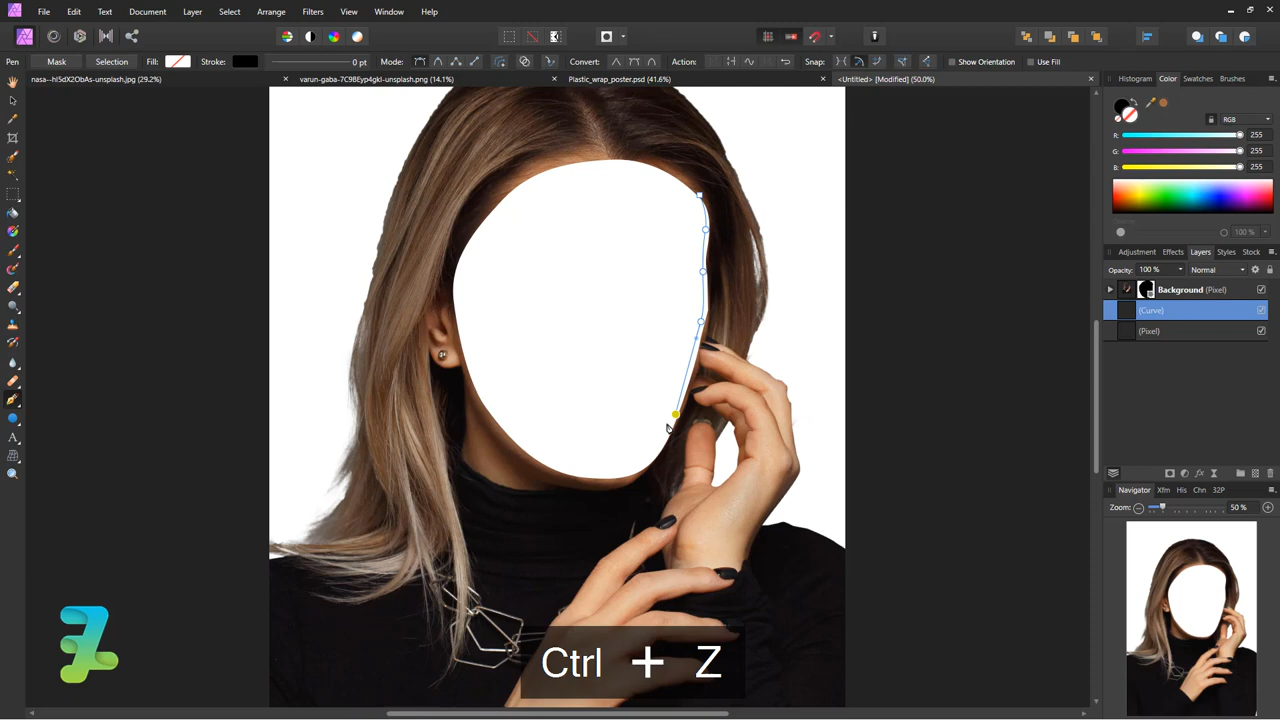 File Edit Text Document Layer Select Arrange Filters View Window Help
Pen Mask Selection Fill: Stroke: 0 pt Mode: Convert: Action: Snap: Show Orientation Use Fill
nasa---hI5dX2ObAs-unsplash.jpg (29.2%) varun-gaba-7C98Eyp4gkI-unsplash.png (14.1%) Plastic_wrap_poster.psd (41.6%) <Untitled> [Modified] (50.0%)
Histogram Color Swatches Brushes
RGB
R: 255
G: 255
B: 255
100 %
Adjustment Effects Layers Styles Stock
Opacity: 100 % Normal
Background (Pixel)
(Curve)
(Pixel)
Navigator Xfm His Chn 32P
Zoom: 50 %
Ctrl + Z